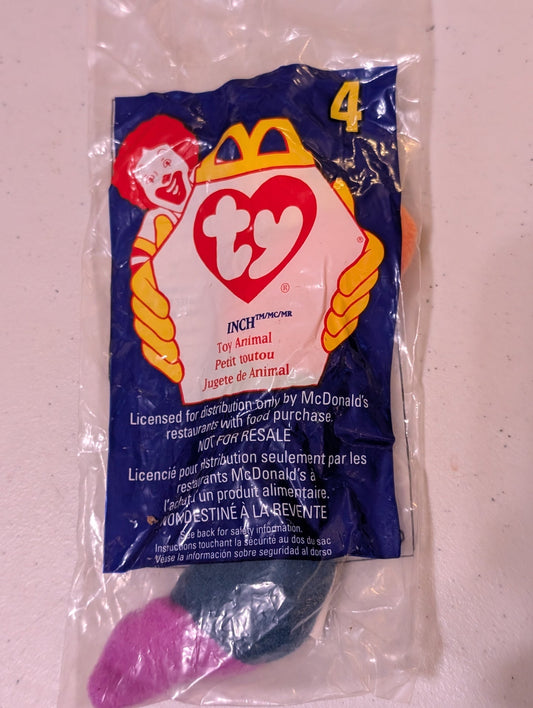 4
ty
®
®
INCH™/MC/MR
Toy Animal
Petit toutou
Jugete de Animal
Licensed for distribution only by McDonald's
restaurants with food purchase.
NOT FOR RESALE
Licencié pour distribution seulement par les
restaurants McDonald's à
l'achat d'un produit alimentaire.
NON DESTINÉ À LA REVENTE
See back for safety information.
Instructions touchant la sécurité au dos du sac
Véase la información sobre seguridad al dorso